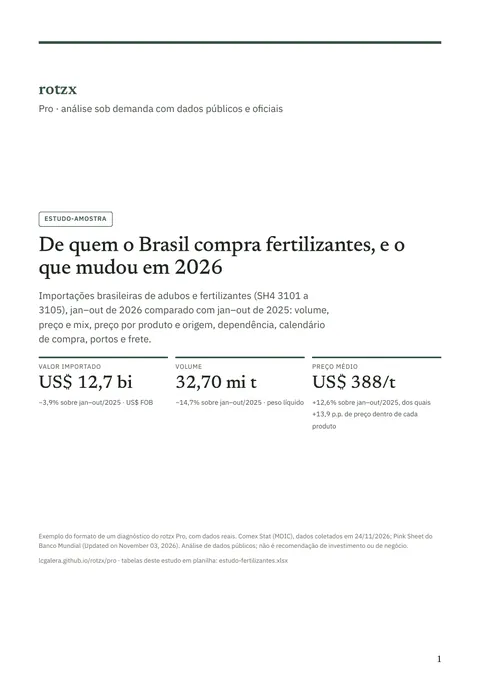 rotzx
Pro · análise sob demanda com dados públicos e oficiais
ESTUDO-AMOSTRA
De quem o Brasil compra fertilizantes, e o
que mudou em 2026
Importações brasileiras de adubos e fertilizantes (SH4 3101 a
3105), jan–out de 2026 comparado com jan–out de 2025: volume,
preço e mix, preço por produto e origem, dependência, calendário
de compra, portos e frete.
VALOR IMPORTADO
US$ 12,7 bi
−3,9% sobre jan–out/2025 · US$ FOB
VOLUME
32,70 mi t
−14,7% sobre jan–out/2025 · peso líquido
PREÇO MÉDIO
US$ 388/t
+12,6% sobre jan–out/2025, dos quais
+13,9 p.p. de preço dentro de cada
produto
Exemplo do formato de um diagnóstico do rotzx Pro, com dados reais. Comex Stat (MDIC), dados coletados em 24/11/2026; Pink Sheet do
Banco Mundial (Updated on November 03, 2026). Análise de dados públicos; não é recomendação de investimento ou de negócio.
lcgalera.github.io/rotzx/pro · tabelas deste estudo em planilha: estudo-fertilizantes.xlsx
1